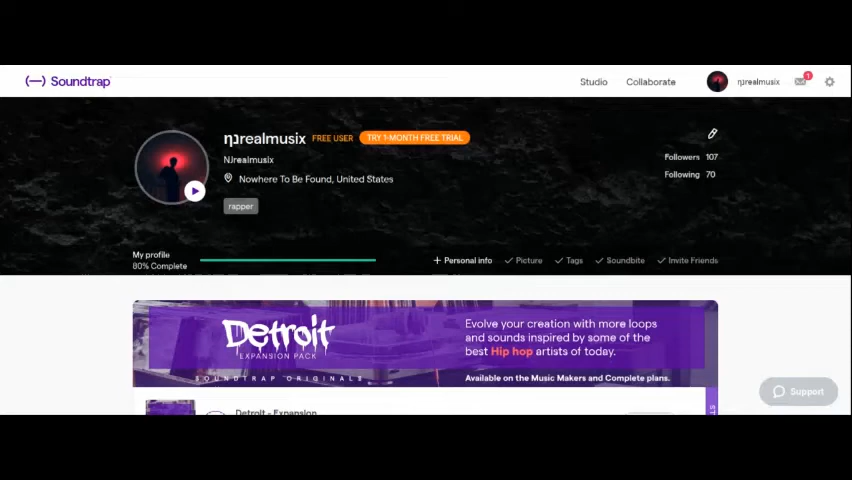 (—) Soundtrap
Studio
Collaborate
ŋנrealmusix
1
ŋנrealmusix FREE USER TRY 1-MONTH FREE TRIAL
NJrealmusix
Nowhere To Be Found, United States
rapper
Followers 107
Following 70
My profile
80% Complete
+ Personal info
Picture
Tags
Soundbite
Invite Friends
Detroit
EXPANSION PACK
SOUNDTRAP ORIGINALS
Evolve your creation with more loops
and sounds inspired by some of the
best Hip hop artists of today.
Available on the Music Makers and Complete plans.
Support
Detroit - Expansion